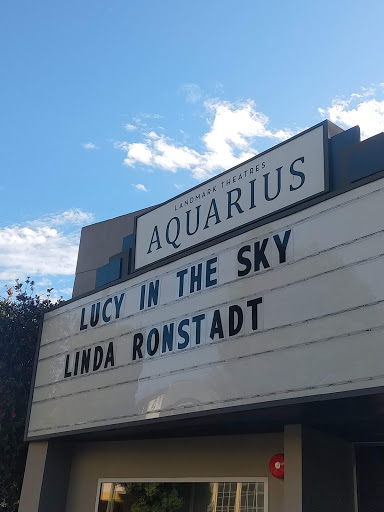 LANDMARK THEATRES
AQUARIUS
LUCY IN THE SKY
LINDA RONSTADT